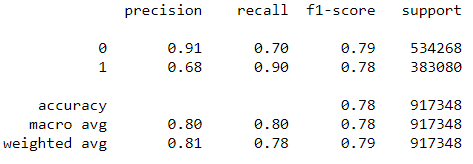 precision recall f1-score support
0 0.91 0.70 0.79 534268
1 0.68 0.90 0.78 383080
accuracy 0.78 917348
macro avg 0.80 0.80 0.78 917348
weighted avg 0.81 0.78 0.79 917348